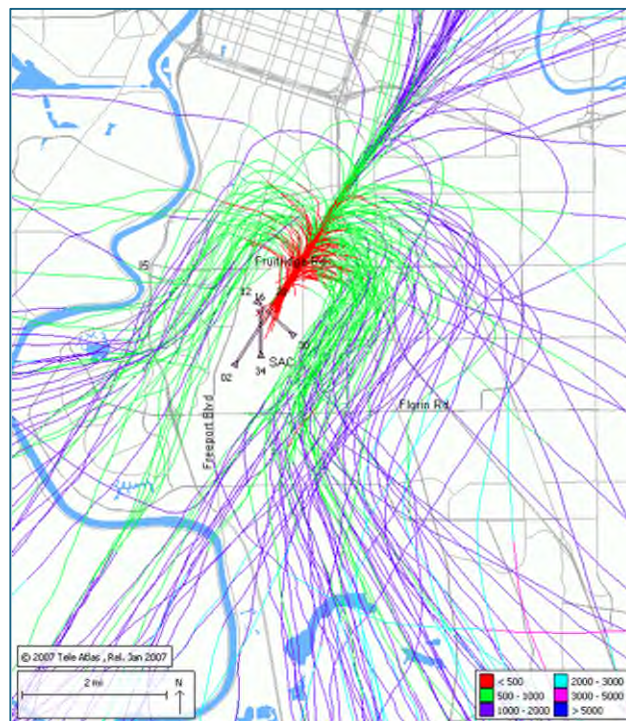 Fruitridge Rd
I5
12
16
30
SAC
02
34
Florin Rd
Freeport Blvd
© 2007 Tele Atlas , Rel. Jan 2007
2 mi
N
< 500
500 - 1000
1000 - 2000
2000 - 3000
3000 - 5000
> 5000